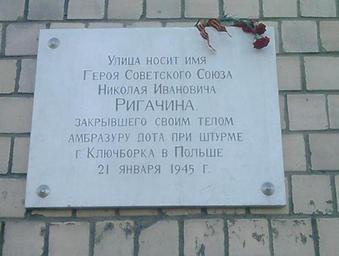 Улица носит имя
Героя Советского Союза
Николая Ивановича
Ригачина.
закрывшего своим телом
амбразуру дота при штурме
г. Ключборка в Польше
21 января 1945 г.